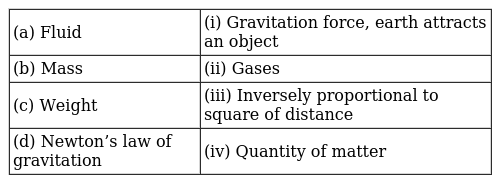 (a) Fluid
(i) Gravitation force, earth attracts
an object
(b) Mass
(ii) Gases
(c) Weight
(iii) Inversely proportional to
square of distance
(d) Newton’s law of
gravitation
(iv) Quantity of matter